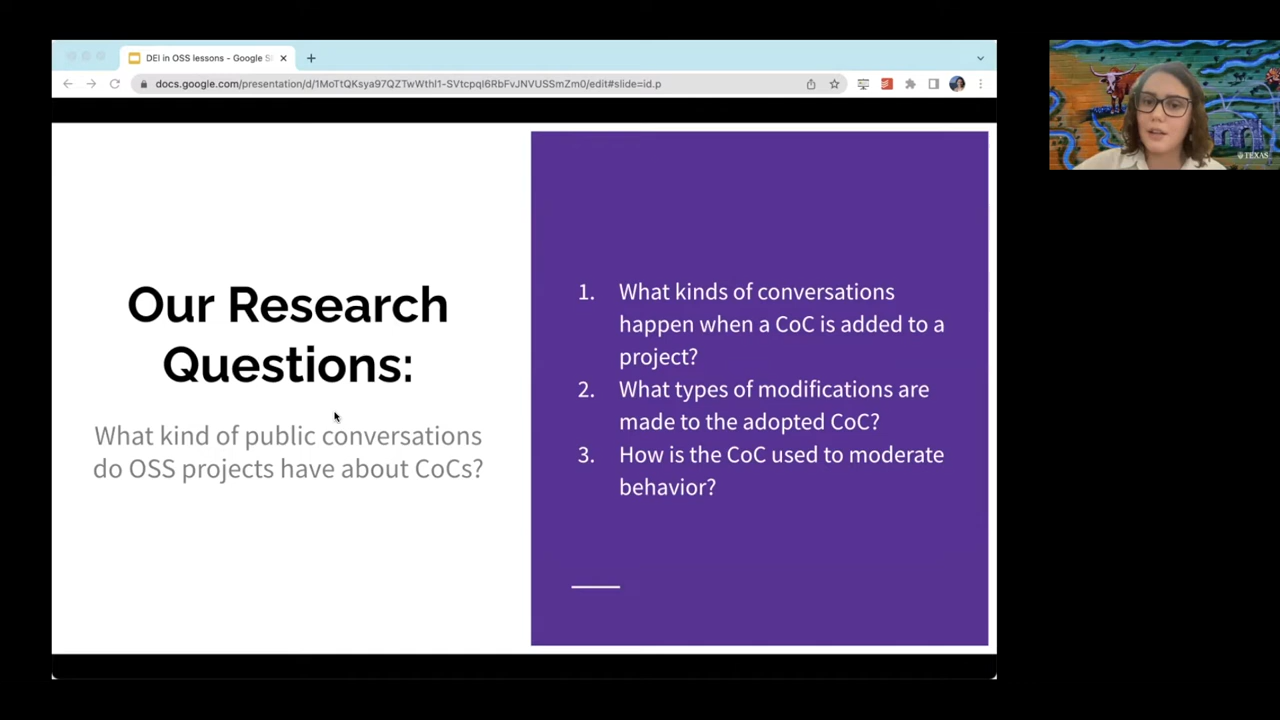 DEI in OSS lessons - Google Sl
docs.google.com/presentation/d/1MoTtQKsya97QZTwWthl1-SVtcpqI6RbFvJNVUSSmZm0/edit#slide=id.p
TEXAS
Our Research
Questions:
What kind of public conversations
do OSS projects have about CoCs?
1. What kinds of conversations
happen when a CoC is added to a
project?
2. What types of modifications are
made to the adopted CoC?
3. How is the CoC used to moderate
behavior?